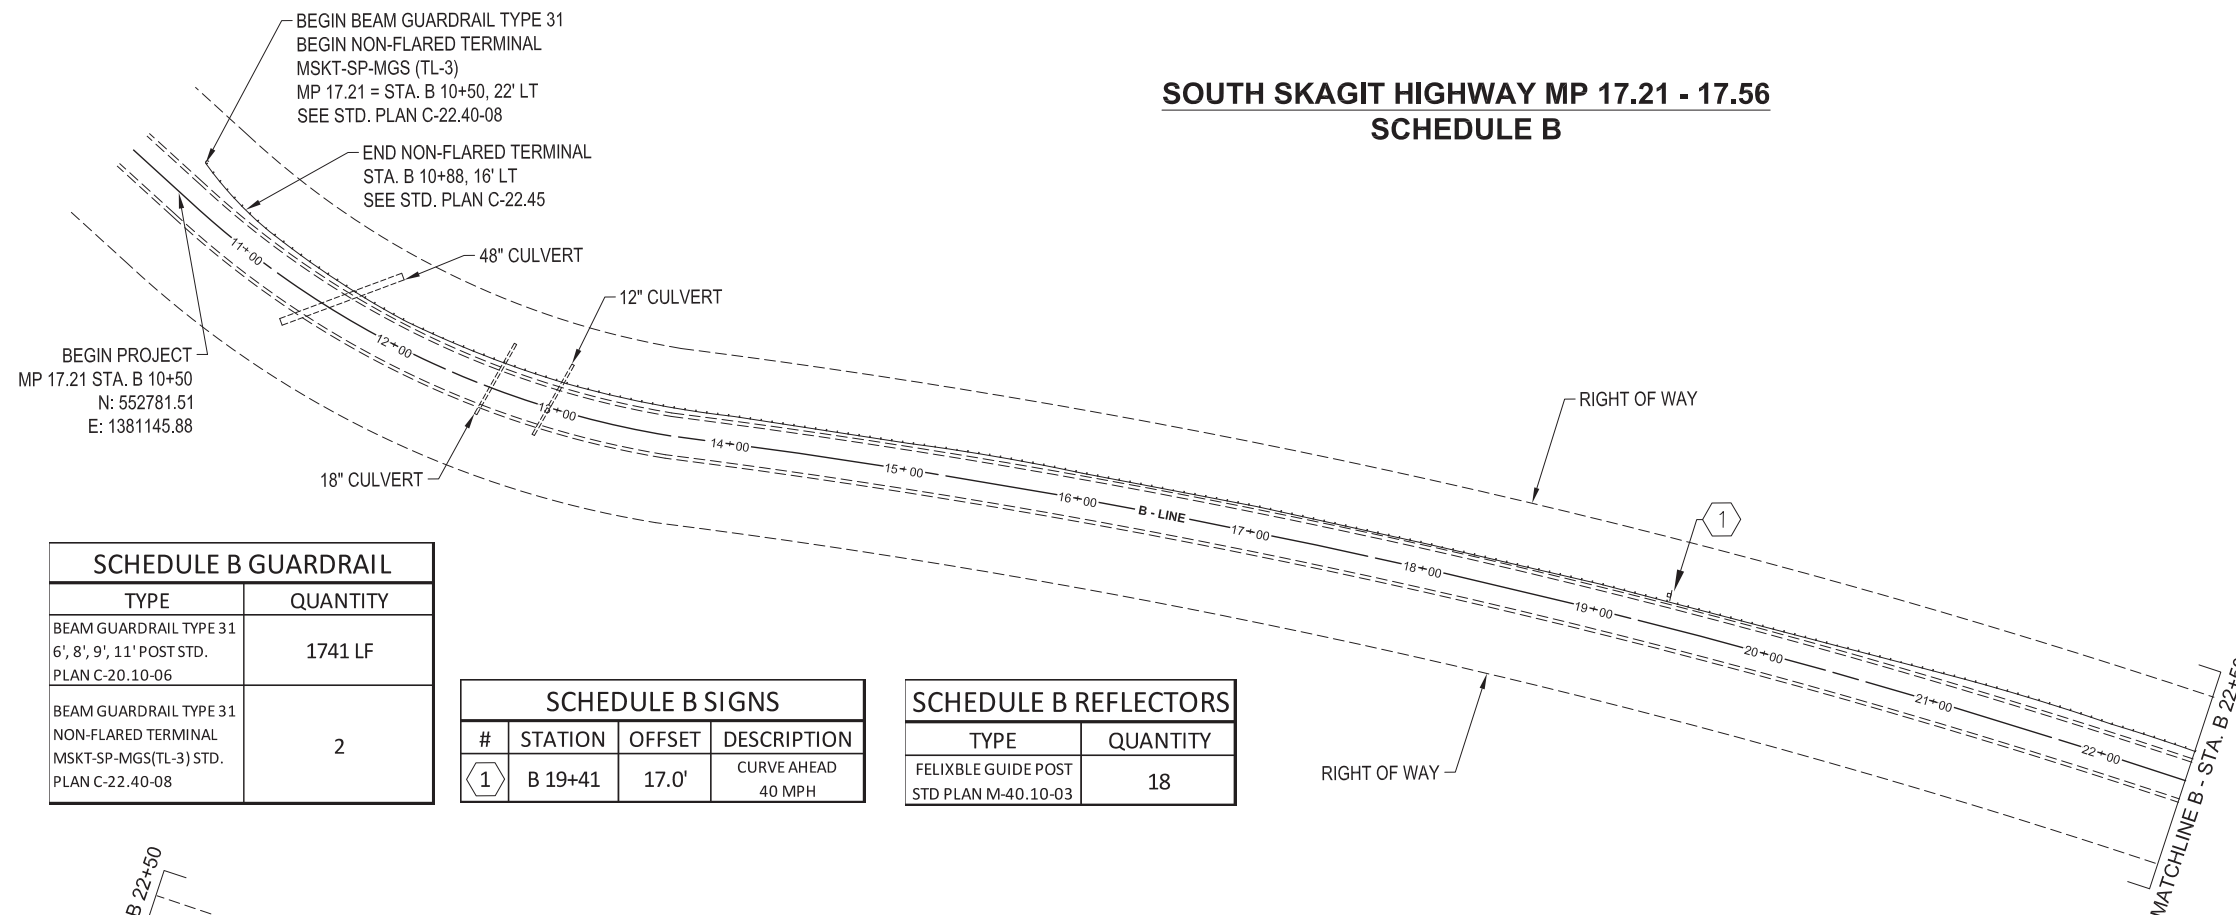 BEGIN BEAM GUARDRAIL TYPE 31
BEGIN NON-FLARED TERMINAL
MSKT-SP-MGS (TL-3)
MP 17.21 = STA. B 10+50, 22' LT
SEE STD. PLAN C-22.40-08
SOUTH SKAGIT HIGHWAY MP 17.21 - 17.56
SCHEDULE B
END NON-FLARED TERMINAL
STA. B 10+88, 16' LT
SEE STD. PLAN C-22.45
48" CULVERT
12" CULVERT
BEGIN PROJECT
MP 17.21 STA. B 10+50
N: 552781.51
E: 1381145.88
18" CULVERT
11+00
12+00
13+00
14+00
15+00
16+00
B - LINE
17+00
18+00
19+00
20+00
21+00
22+00
RIGHT OF WAY
1
RIGHT OF WAY
MATCHLINE B - STA. B 22+50
SCHEDULE B GUARDRAIL
TYPE QUANTITY
BEAM GUARDRAIL TYPE 31
6', 8', 9', 11' POST STD.
PLAN C-20.10-06
1741 LF
BEAM GUARDRAIL TYPE 31
NON-FLARED TERMINAL
MSKT-SP-MGS(TL-3) STD.
PLAN C-22.40-08
2
SCHEDULE B SIGNS
# STATION OFFSET DESCRIPTION
1 B 19+41 17.0' CURVE AHEAD
40 MPH
SCHEDULE B REFLECTORS
TYPE QUANTITY
FELIXBLE GUIDE POST
STD PLAN M-40.10-03
18
B 22+50